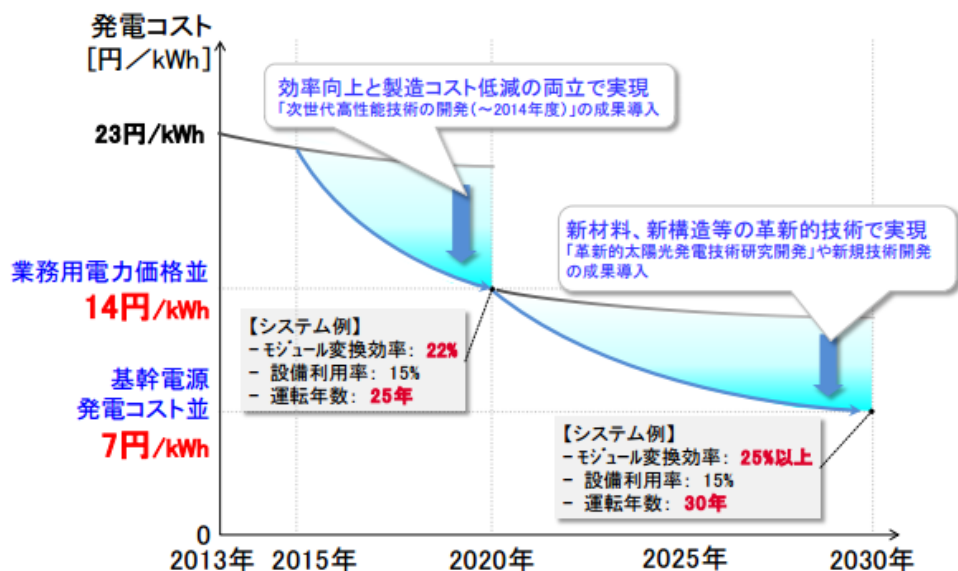 発電コスト
[円／kWh]
効率向上と製造コスト低減の両立で実現
「次世代高性能技術の開発(～2014年度)」の成果導入
23円/kWh
新材料、新構造等の革新的技術で実現
「革新的太陽光発電技術研究開発」や新規技術開発
の成果導入
業務用電力価格並
14円/kWh
【システム例】
－ﾓｼﾞｭｰﾙ変換効率： 22%
－ 設備利用率： 15%
－ 運転年数： 25年
基幹電源
発電コスト並
7円/kWh
【システム例】
－ﾓｼﾞｭｰﾙ変換効率： 25%以上
－ 設備利用率： 15%
－ 運転年数： 30年
0
2013年 2015年 2020年 2025年 2030年